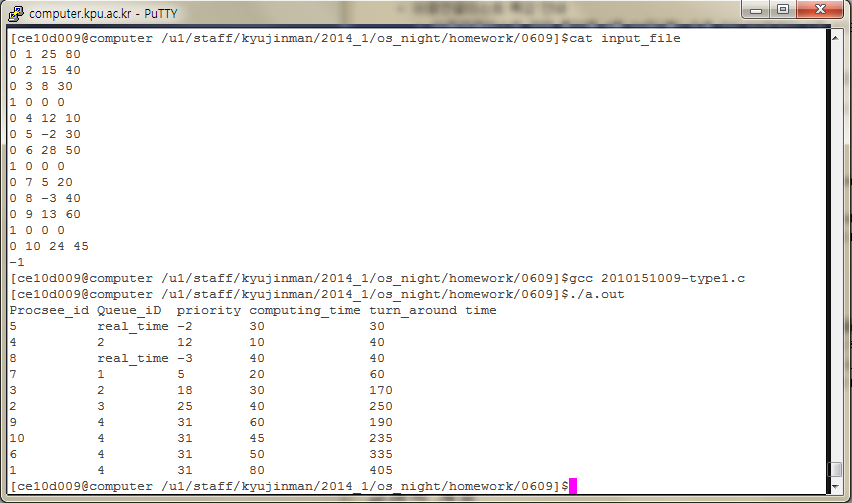 computer.kpu.ac.kr - PuTTY
[ce10d009@computer /u1/staff/kyujinman/2014_1/os_night/homework/0609]$cat input_file
0 1 25 80
0 2 15 40
0 3 8 30
1 0 0 0
0 4 12 10
0 5 -2 30
0 6 28 50
1 0 0 0
0 7 5 20
0 8 -3 40
0 9 13 60
1 0 0 0
0 10 24 45
-1
[ce10d009@computer /u1/staff/kyujinman/2014_1/os_night/homework/0609]$gcc 2010151009-type1.c
[ce10d009@computer /u1/staff/kyujinman/2014_1/os_night/homework/0609]$./a.out
Procsee_id Queue_iD  priority computing_time turn_around time
5          real_time -2       30             30
4          2         12       10             40
8          real_time -3       40             40
7          1         5        20             60
3          2         18       30             170
2          3         25       40             250
9          4         31       60             190
10         4         31       45             235
6          4         31       50             335
1          4         31       80             405
[ce10d009@computer /u1/staff/kyujinman/2014_1/os_night/homework/0609]$